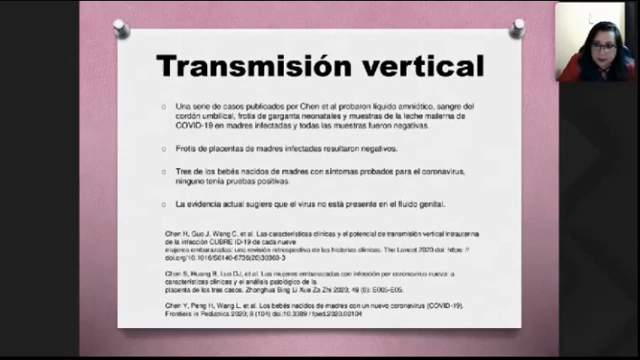 Transmisión vertical
Una serie de casos publicados por Chen et al probaron líquido amniótico, sangre del
cordón umbilical, frotis de garganta neonatales y muestras de la leche materna de
COVID-19 en madres infectadas y todas las muestras fueron negativas.
Frotis de placentas de madres infectadas resultaron negativos.
Tres de los bebés nacidos de madres con síntomas probados para el coronavirus,
ninguno tenía pruebas positivas.
La evidencia actual sugiere que el virus no está presente en el fluido genital.
Chen H, Guo J, Wang C, et al. Las características clínicas y el potencial de transmisión vertical intrauterina
de la infección CUBRE ID-19 de cada nueve
mujeres embarazadas: una revisión retrospectiva de las historias clínicas. The Lancet 2020 doi: https: //
doi.org/10.1016/S0140-6736(20)30360-3
Chen S, Huang B, Luo DJ, et al. Las mujeres embarazadas con infección por coronavirus nueva: a
características clínicas y el análisis patológico de la
placenta de los tres casos. Zhonghua Bing Li Xue Za Zhi 2020; 49 (0): E005-E05.
Chen Y, Peng H, Wang L, et al. Los bebés nacidos de madres con un nuevo coronavirus (COVID-19).
Frontiers in Pediatrics 2020; 8 (104) doi:10.3389 / fped.2020.00104